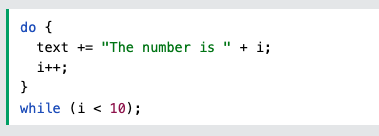 do {
  text += "The number is " + i;
  i++;
}
while (i < 10);